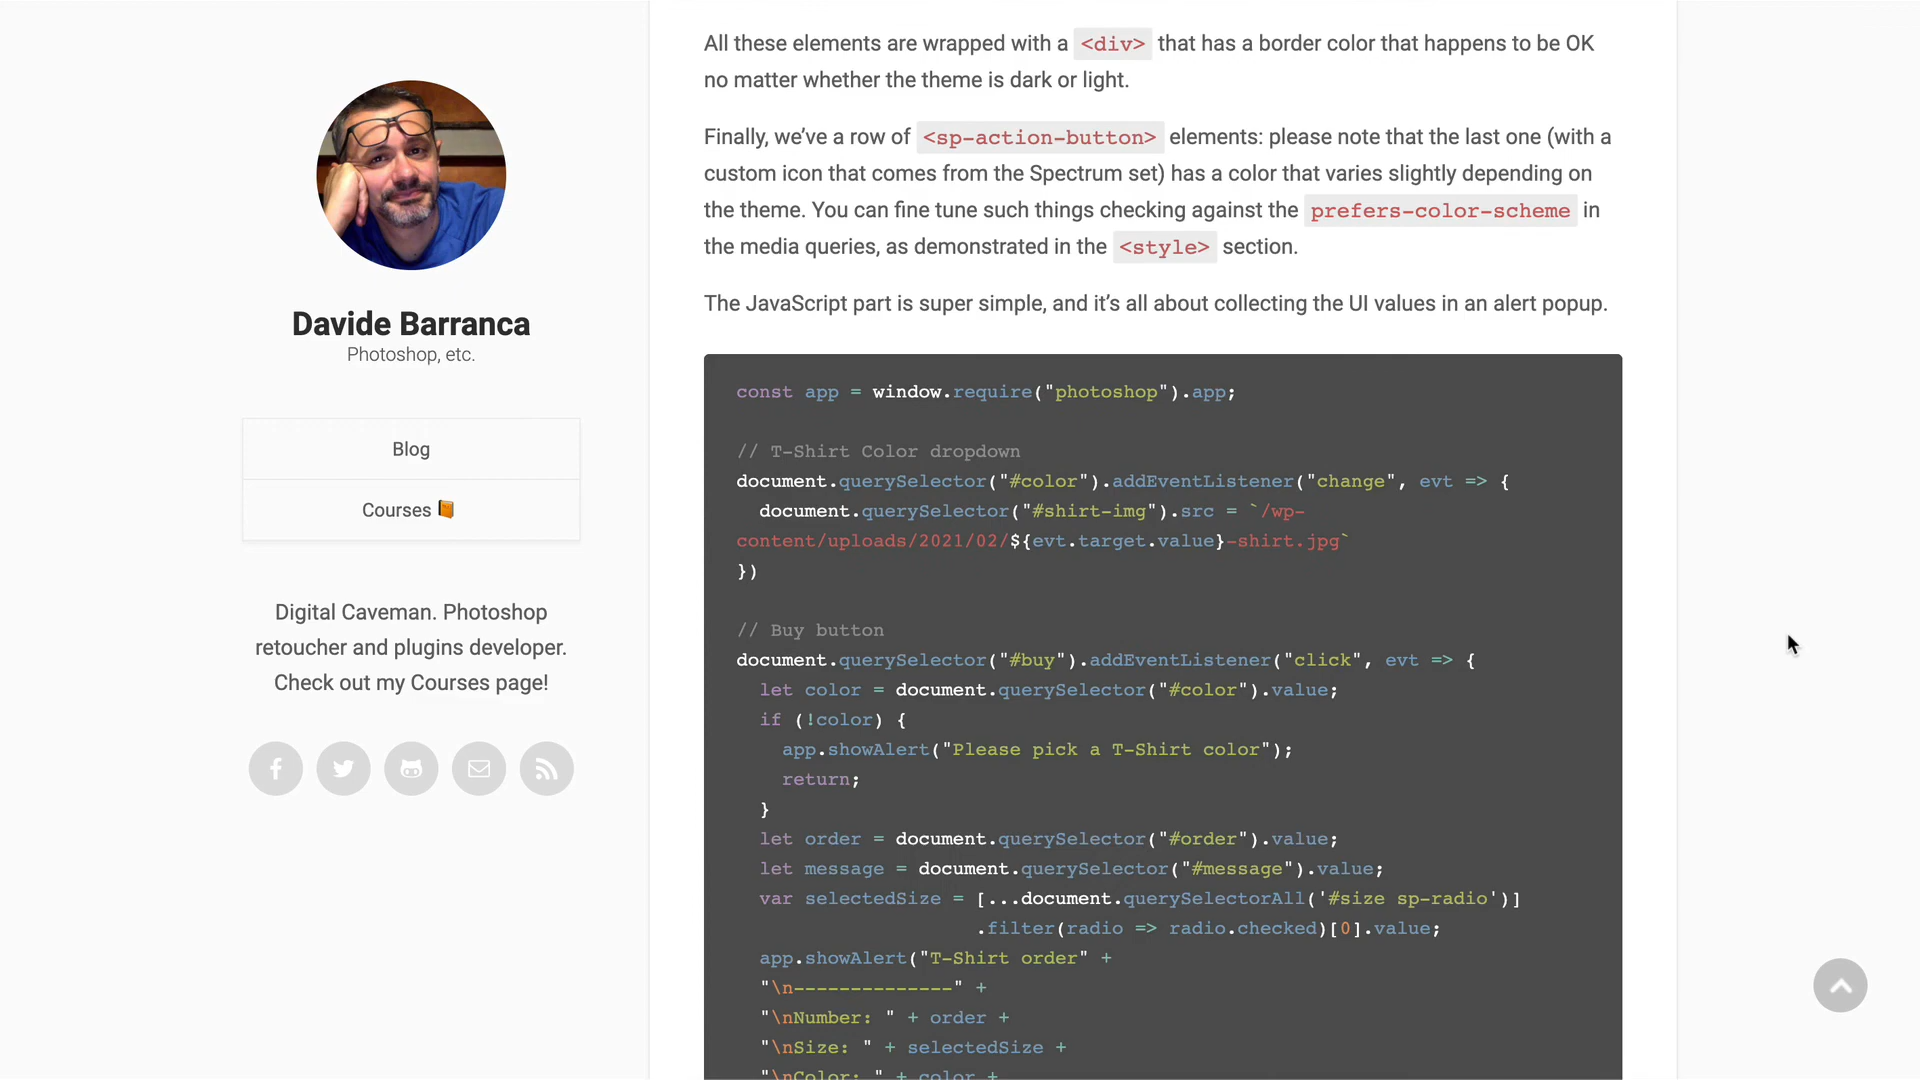 Davide Barranca
Photoshop, etc.
Blog
Courses
Digital Caveman. Photoshop
retoucher and plugins developer.
Check out my Courses page!
All these elements are wrapped with a <div> that has a border color that happens to be OK
no matter whether the theme is dark or light.
Finally, we’ve a row of <sp-action-button> elements: please note that the last one (with a
custom icon that comes from the Spectrum set) has a color that varies slightly depending on
the theme. You can fine tune such things checking against the prefers-color-scheme in
the media queries, as demonstrated in the <style> section.
The JavaScript part is super simple, and it’s all about collecting the UI values in an alert popup.
const app = window.require("photoshop").app;
// T-Shirt Color dropdown
document.querySelector("#color").addEventListener("change", evt => {
  document.querySelector("#shirt-img").src = `/wp-
content/uploads/2021/02/${evt.target.value}-shirt.jpg`
})
// Buy button
document.querySelector("#buy").addEventListener("click", evt => {
  let color = document.querySelector("#color").value;
  if (!color) {
    app.showAlert("Please pick a T-Shirt color");
    return;
  }
  let order = document.querySelector("#order").value;
  let message = document.querySelector("#message").value;
  var selectedSize = [...document.querySelectorAll('#size sp-radio')]
                     .filter(radio => radio.checked)[0].value;
  app.showAlert("T-Shirt order" +
  "\n--------------" +
  "\nNumber: " + order +
  "\nSize: " + selectedSize +
  "\nColor: " + color +